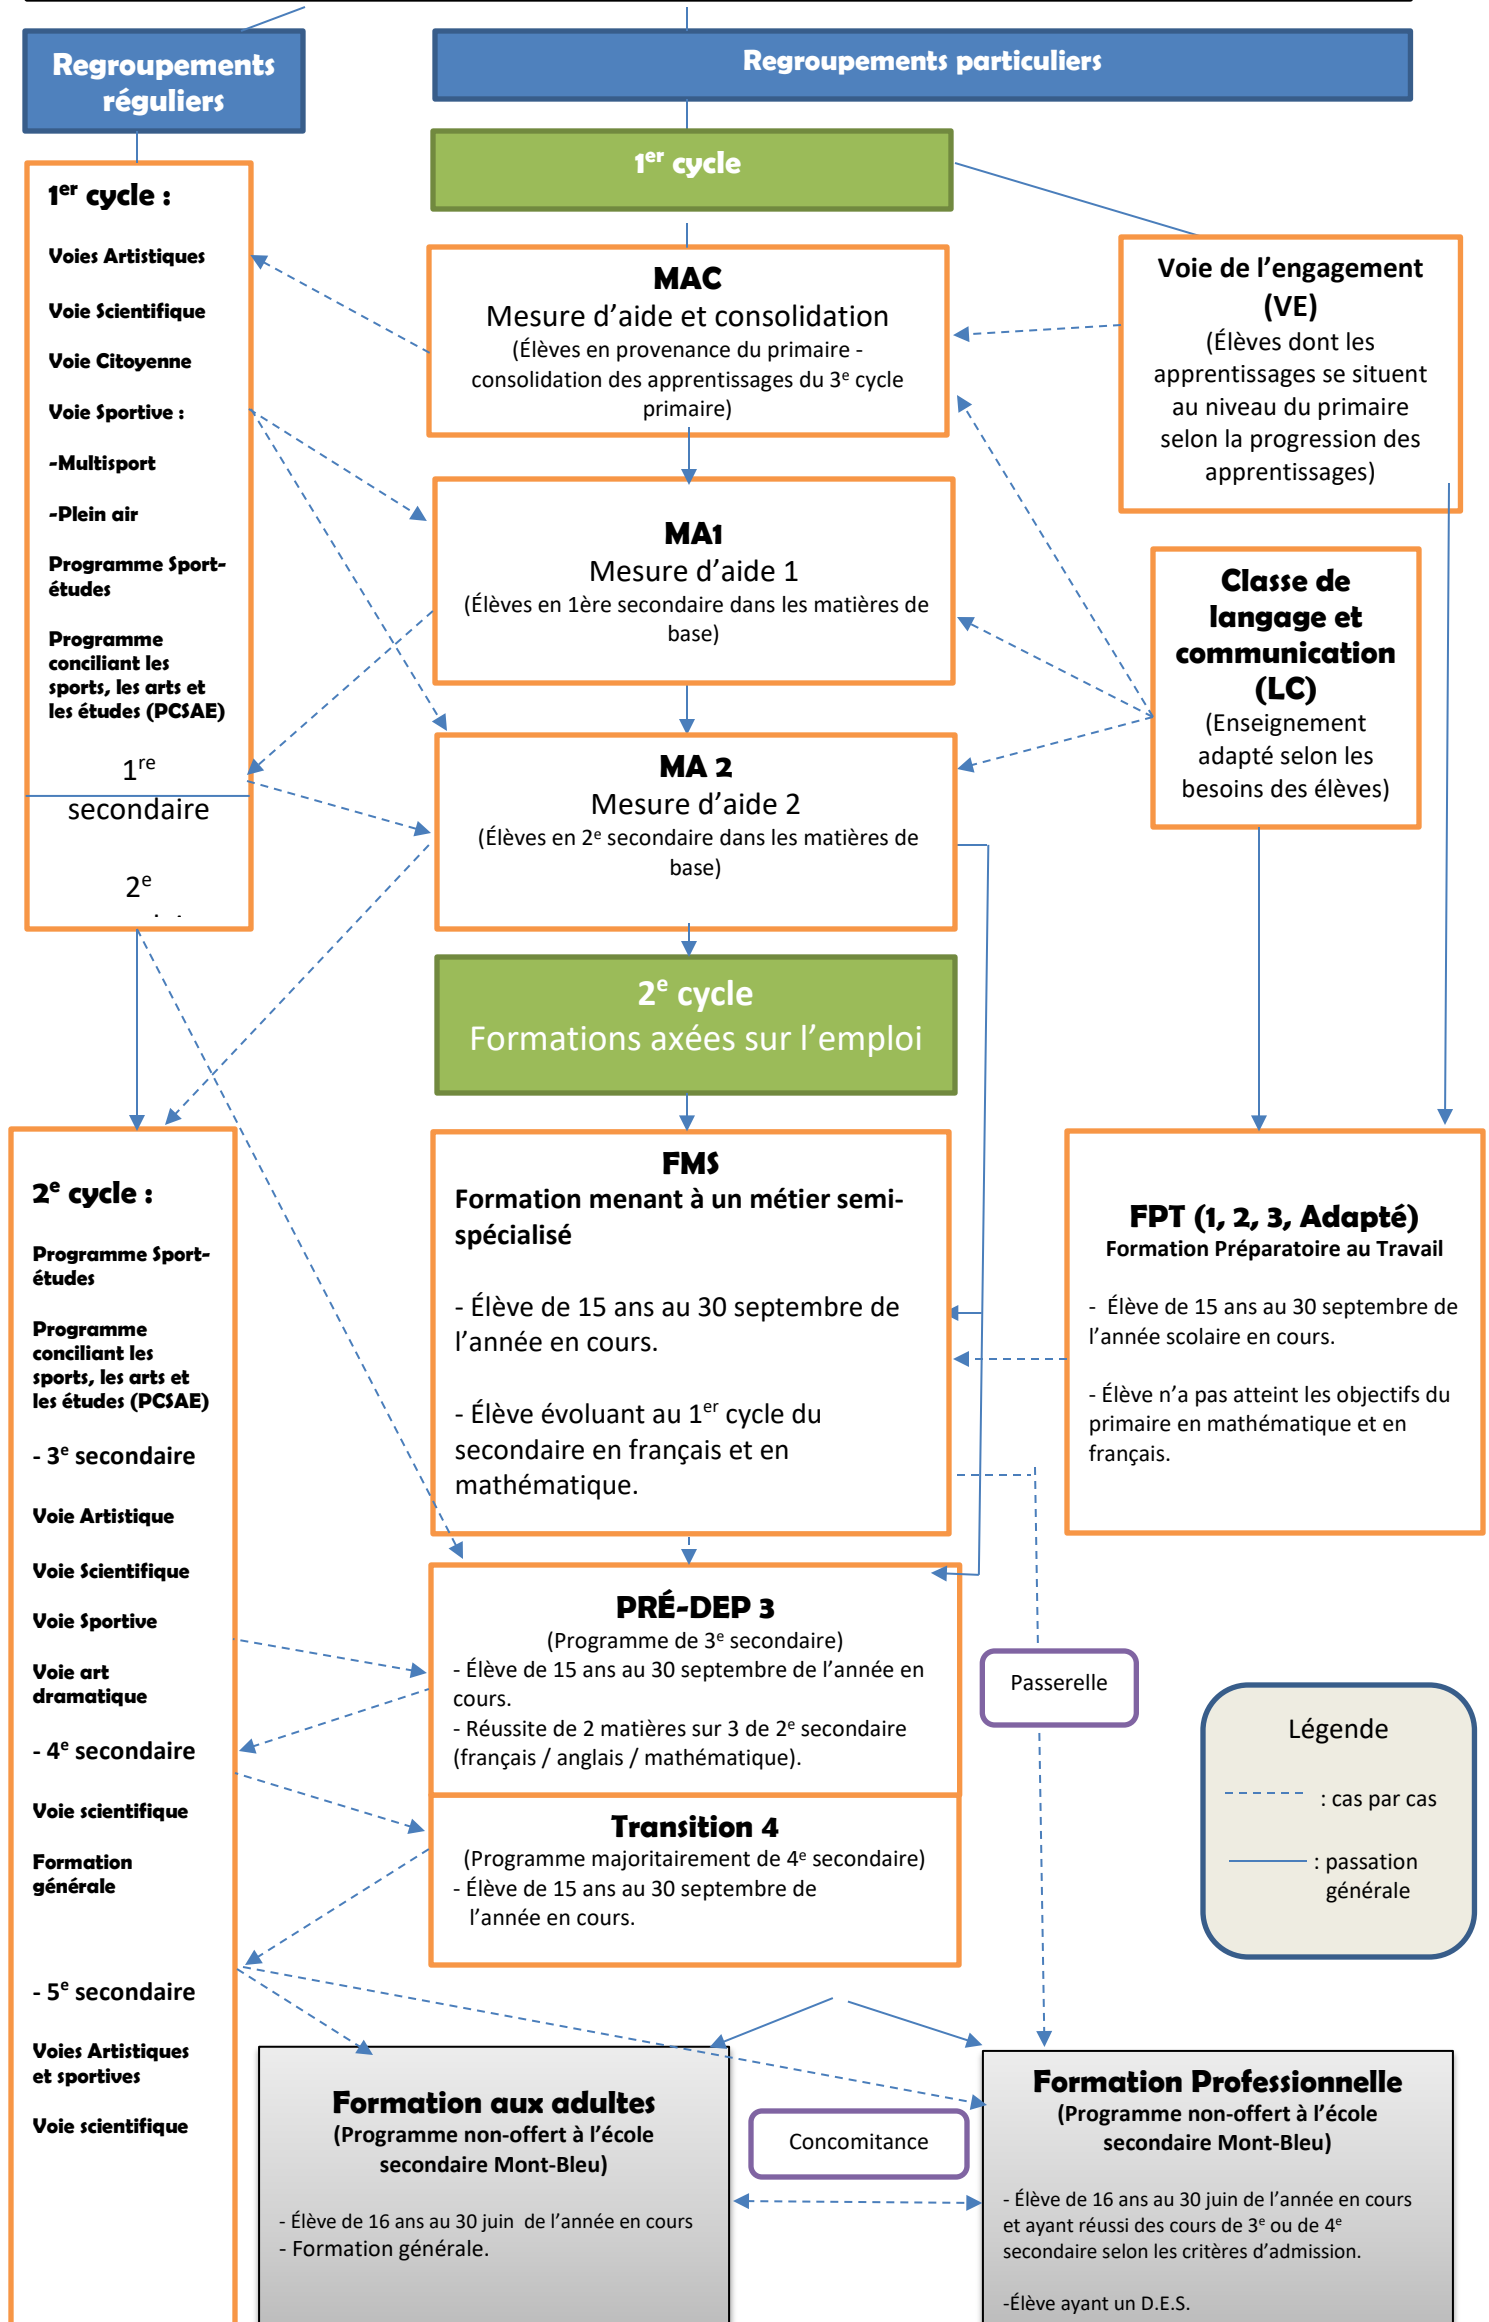 Regroupements
réguliers
Regroupements particuliers
1er cycle
1er cycle :
Voies Artistiques
Voie Scientifique
Voie Citoyenne
Voie Sportive :
-Multisport
-Plein air
Programme Sport-
études
Programme
conciliant les
sports, les arts et
les études (PCSAE)
1re
secondaire
2e
MAC
Mesure d'aide et consolidation
(Élèves en provenance du primaire -
consolidation des apprentissages du 3e cycle
primaire)
Voie de l'engagement
(VE)
(Élèves dont les
apprentissages se situent
au niveau du primaire
selon la progression des
apprentissages)
MA1
Mesure d'aide 1
(Élèves en 1ère secondaire dans les matières de
base)
Classe de
langage et
communication
(LC)
(Enseignement
adapté selon les
besoins des élèves)
MA 2
Mesure d'aide 2
(Élèves en 2e secondaire dans les matières de
base)
2e cycle
Formations axées sur l'emploi
2e cycle :
Programme Sport-
études
Programme
conciliant les
sports, les arts et
les études (PCSAE)
- 3e secondaire
Voie Artistique
Voie Scientifique
Voie Sportive
Voie art
dramatique
- 4e secondaire
Voie scientifique
Formation
générale
- 5e secondaire
Voies Artistiques
et sportives
Voie scientifique
FMS
Formation menant à un métier semi-
spécialisé
- Élève de 15 ans au 30 septembre de
l'année en cours.
- Élève évoluant au 1er cycle du
secondaire en français et en
mathématique.
FPT (1, 2, 3, Adapté)
Formation Préparatoire au Travail
- Élève de 15 ans au 30 septembre de
l'année scolaire en cours.
- Élève n'a pas atteint les objectifs du
primaire en mathématique et en
français.
PRÉ-DEP 3
(Programme de 3e secondaire)
- Élève de 15 ans au 30 septembre de l'année en
cours.
- Réussite de 2 matières sur 3 de 2e secondaire
(français / anglais / mathématique).
Passerelle
Transition 4
(Programme majoritairement de 4e secondaire)
- Élève de 15 ans au 30 septembre de
l'année en cours.
Légende
: cas par cas
: passation
générale
Formation aux adultes
(Programme non-offert à l'école
secondaire Mont-Bleu)
- Élève de 16 ans au 30 juin de l'année en cours
- Formation générale.
Concomitance
Formation Professionnelle
(Programme non-offert à l'école
secondaire Mont-Bleu)
- Élève de 16 ans au 30 juin de l'année en cours
et ayant réussi des cours de 3e ou de 4e
secondaire selon les critères d'admission.
-Élève ayant un D.E.S.